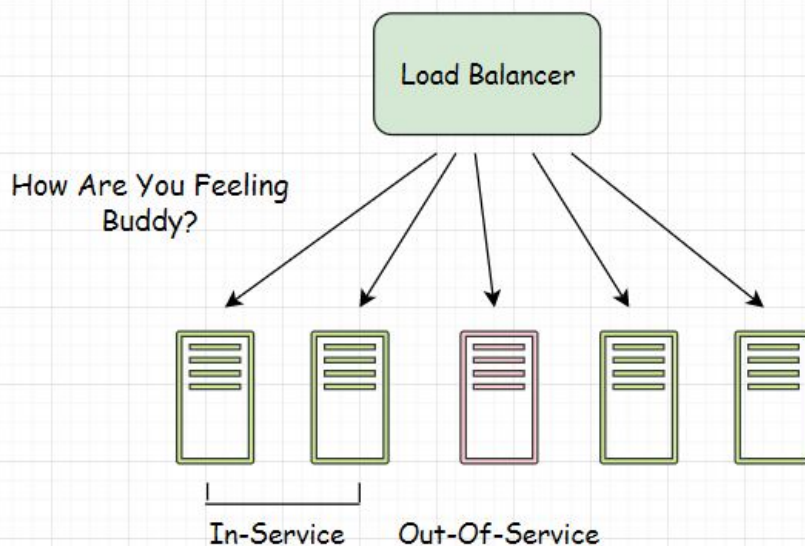 Load Balancer
How Are You Feeling
Buddy?
In-Service
Out-Of-Service